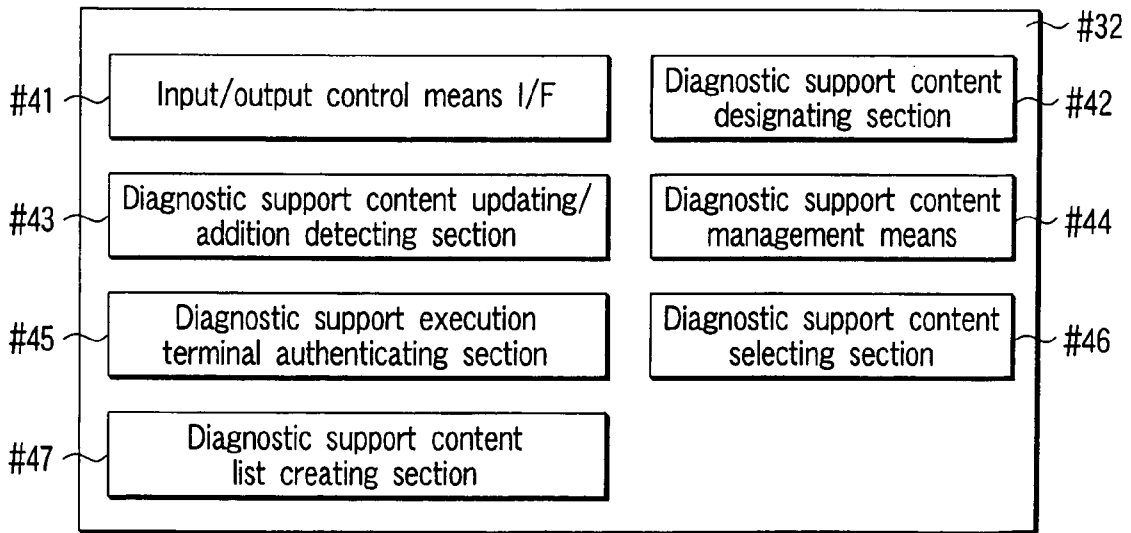 #32
#41
Input/output control means I/F
Diagnostic support content
designating section
#42
#43
Diagnostic support content updating/
addition detecting section
Diagnostic support content
management means
#44
#45
Diagnostic support execution
terminal authenticating section
Diagnostic support content
selecting section
#46
#47
Diagnostic support content
list creating section